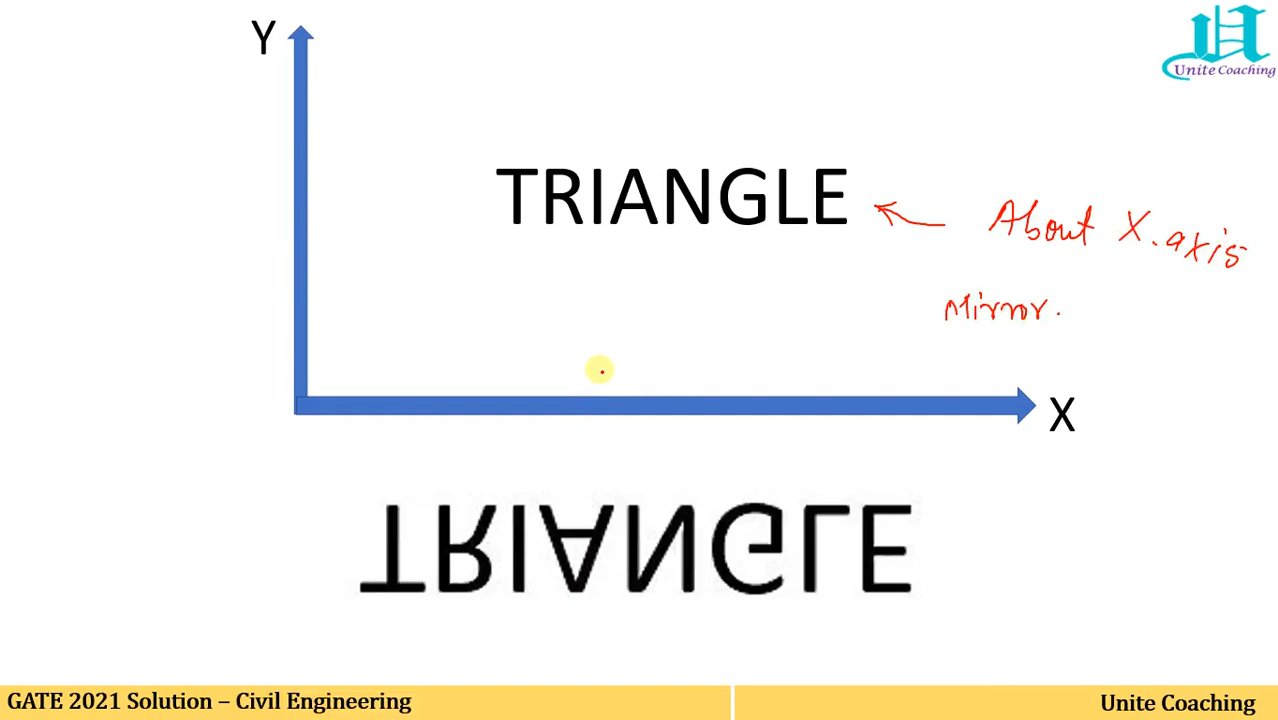 Y
Unite Coaching
TRIANGLE
About X-axis
Mirror.
X
TRIANGLE
GATE 2021 Solution – Civil Engineering
Unite Coaching